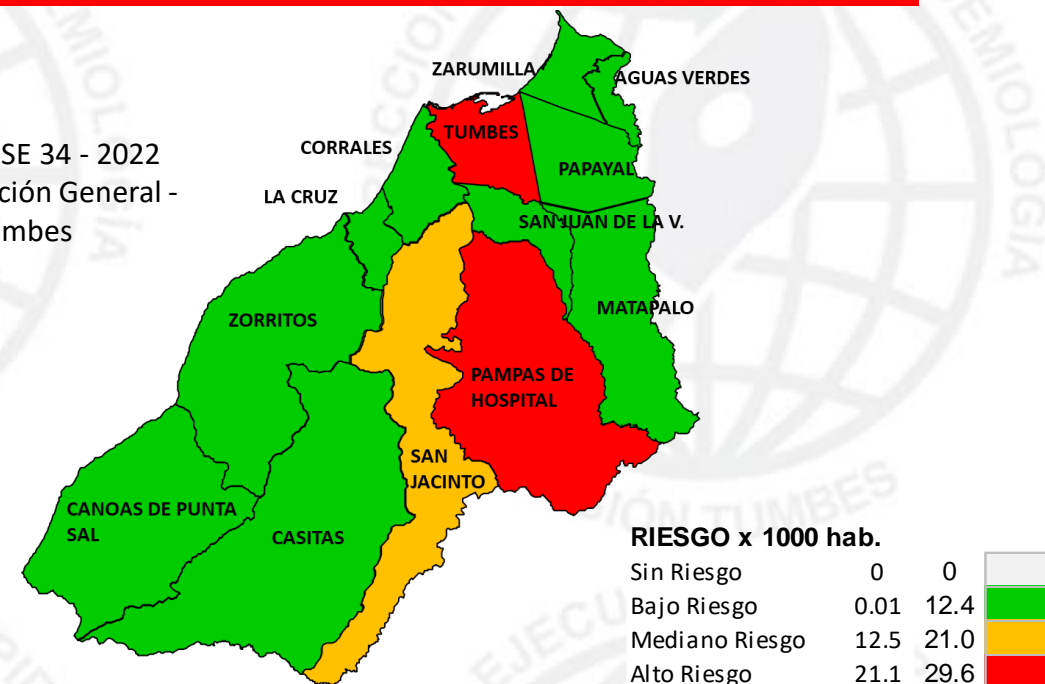 SE 34 - 2022
ción General -
mbes
ZARUMILLA
AGUAS VERDES
TUMBES
CORRALES
PAPAYAL
LA CRUZ
SAN JUAN DE LA V.
MATAPALO
ZORRITOS
PAMPAS DE
HOSPITAL
SAN
JACINTO
CANOAS DE PUNTA
SAL
CASITAS
RIESGO x 1000 hab.
Sin Riesgo 0 0
Bajo Riesgo 0.01 12.4
Mediano Riesgo 12.5 21.0
Alto Riesgo 21.1 29.6